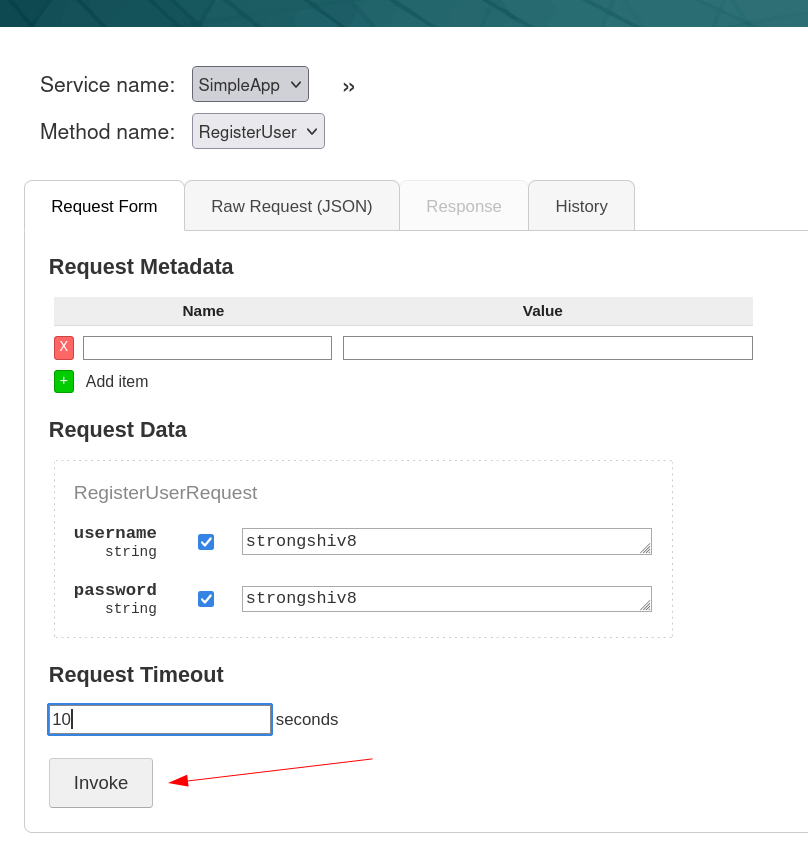 Service name: SimpleApp »
Method name: RegisterUser
Request Form Raw Request (JSON) Response History
Request Metadata
Name Value
X
+ Add item
Request Data
RegisterUserRequest
username strongshiv8
string
password strongshiv8
string
Request Timeout
10 seconds
Invoke